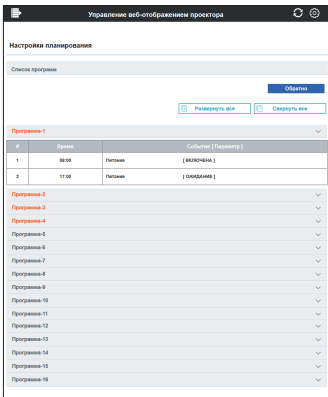 Управление веб-отображением проектора
Настройки планирования
Список программ
Обратно
Развернуть все Свернуть все
Программа-1
# Время Событие [ Параметр ]
1 08:00 Питание [ ВКЛЮЧЕНА ]
2 17:00 Питание [ ОЖИДАНИЕ ]
Программа-2
Программа-3
Программа-4
Программа-5
Программа-6
Программа-7
Программа-8
Программа-9
Программа-10
Программа-11
Программа-12
Программа-13
Программа-14
Программа-15
Программа-16